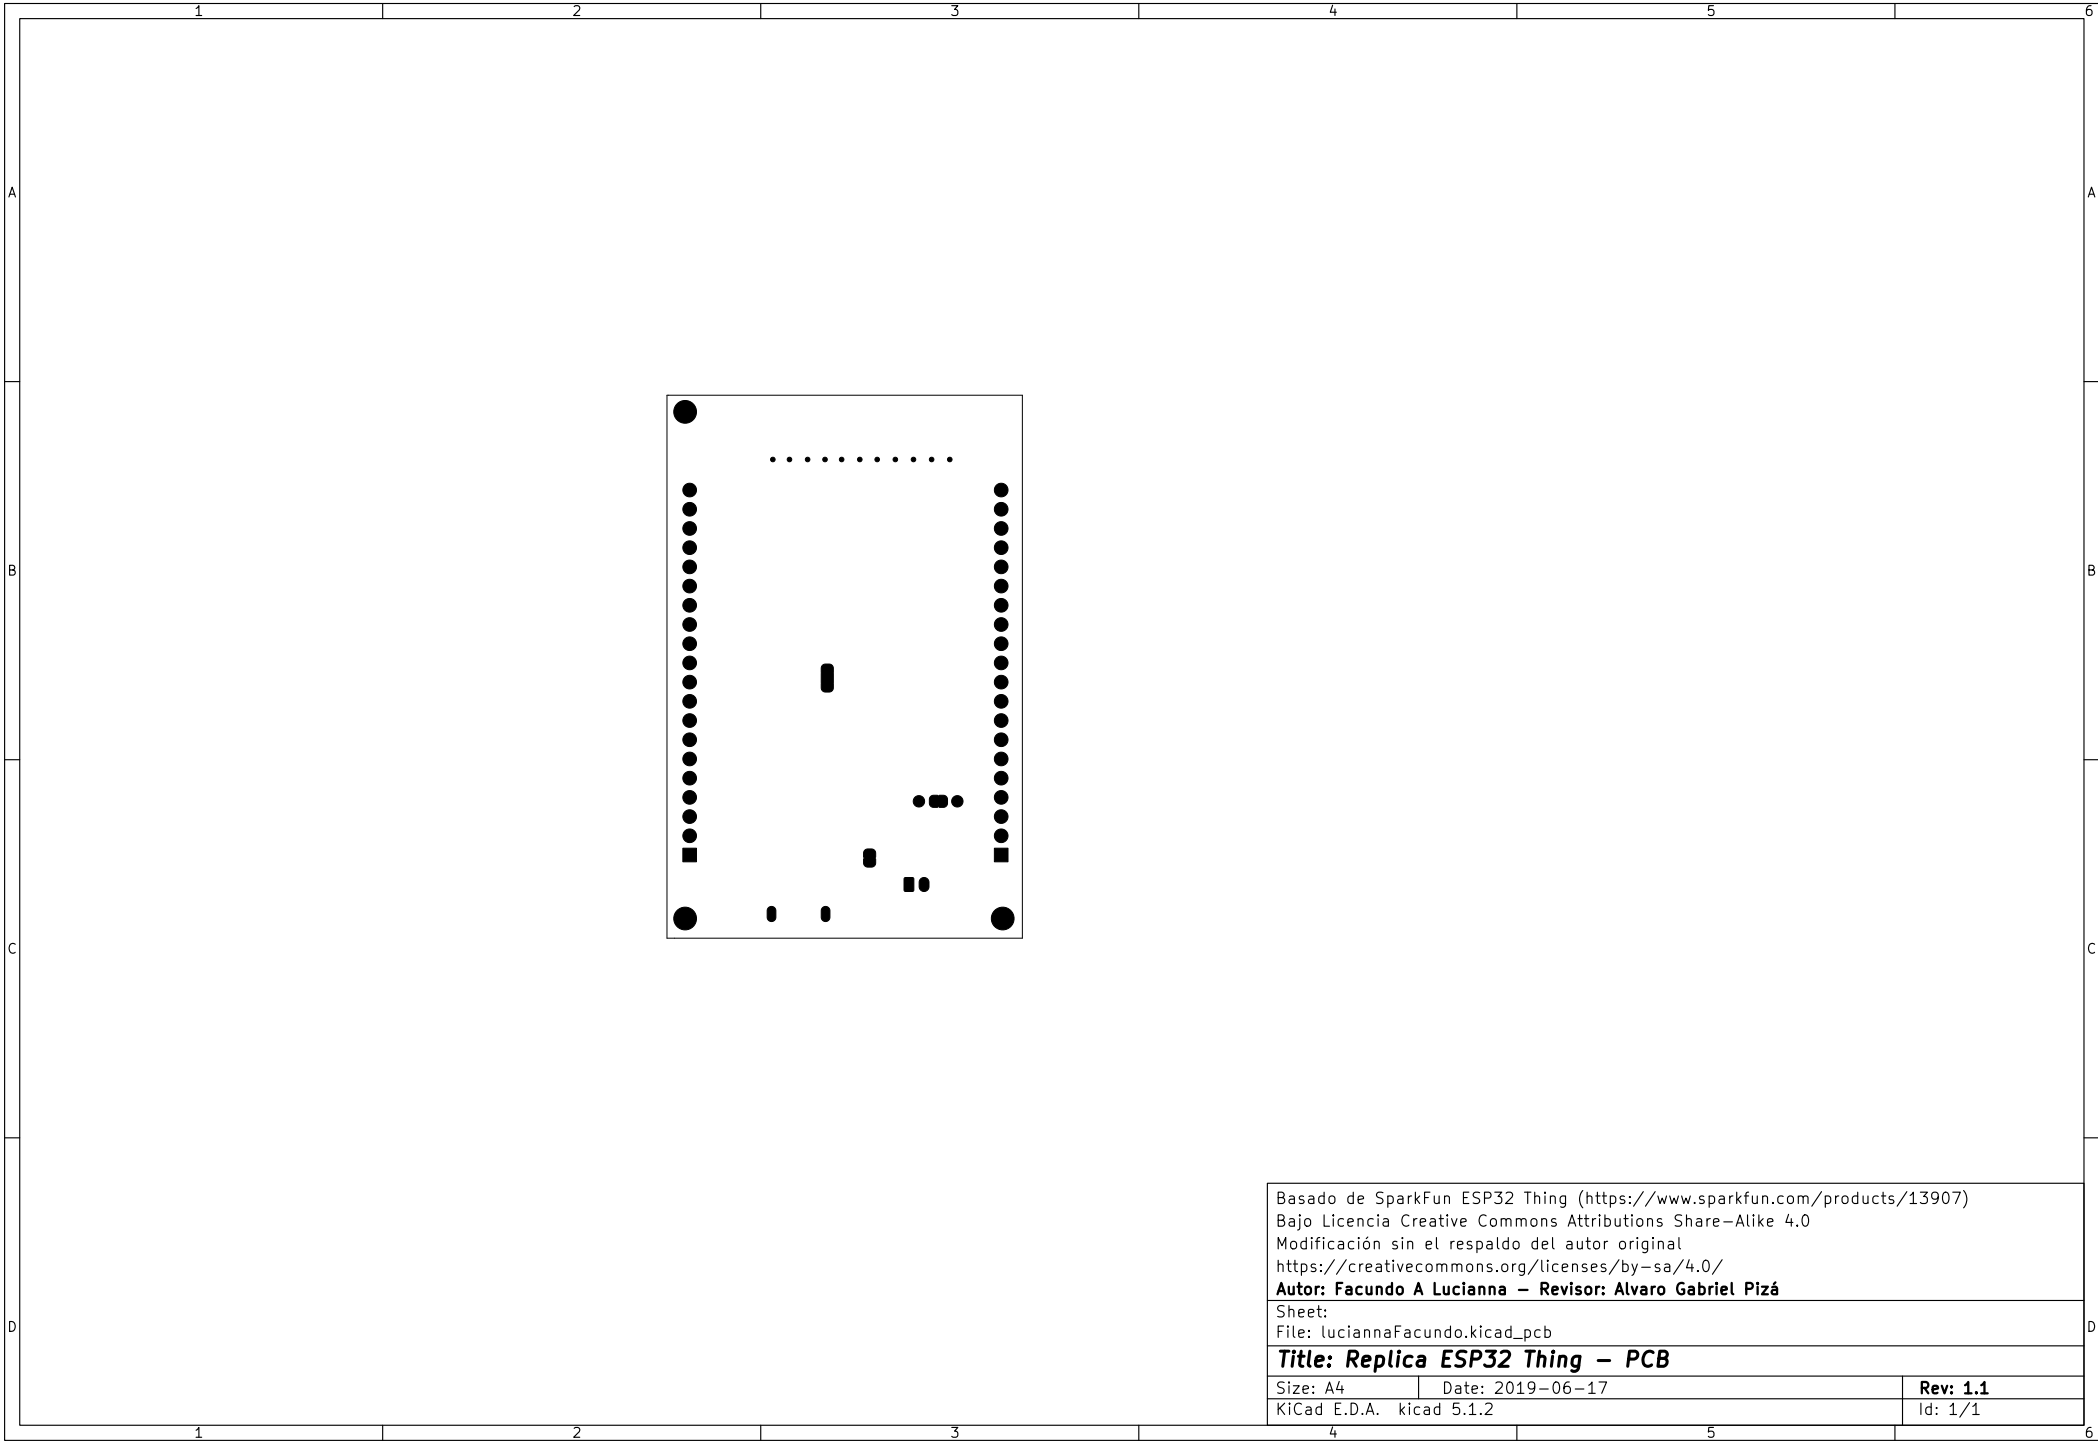 1 2 3 4 5 6
A A
B B
C C
Basado de SparkFun ESP32 Thing (https://www.sparkfun.com/products/13907)
Bajo Licencia Creative Commons Attributions Share-Alike 4.0
Modificación sin el respaldo del autor original
https://creativecommons.org/licenses/by-sa/4.0/
Autor: Facundo A Lucianna - Revisor: Alvaro Gabriel Pizá
Sheet:
D D
File: luciannaFacundo.kicad_pcb
Title: Replica ESP32 Thing - PCB
Size: A4 Date: 2019-06-17 Rev: 1.1
KiCad E.D.A. kicad 5.1.2 Id: 1/1
1 2 3 4 5 6